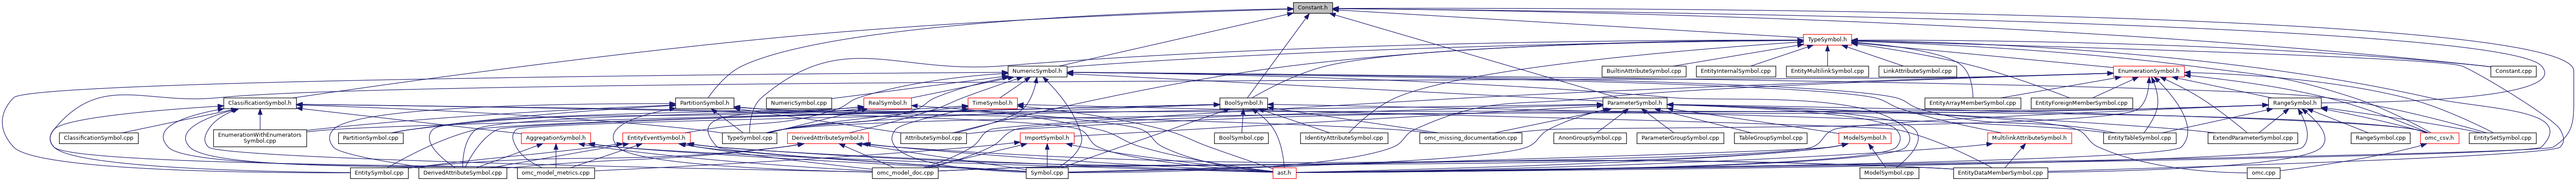 Constant.h
TypeSymbol.h
NumericSymbol.h
BuiltinAttributeSymbol.cpp
EntityInternalSymbol.cpp
EntityMultilinkSymbol.cpp
LinkAttributeSymbol.cpp
EnumerationSymbol.h
Constant.cpp
ClassificationSymbol.h
PartitionSymbol.h
NumericSymbol.cpp
RealSymbol.h
TimeSymbol.h
BoolSymbol.h
ParameterSymbol.h
EntityArrayMemberSymbol.cpp
EntityForeignMemberSymbol.cpp
RangeSymbol.h
ClassificationSymbol.cpp
EnumerationWithEnumerators
Symbol.cpp
PartitionSymbol.cpp
AggregationSymbol.h
EntityEventSymbol.h
TypeSymbol.cpp
DerivedAttributeSymbol.h
AttributeSymbol.cpp
ImportSymbol.h
BoolSymbol.cpp
IdentityAttributeSymbol.cpp
omc_missing_documentation.cpp
AnonGroupSymbol.cpp
ParameterGroupSymbol.cpp
TableGroupSymbol.cpp
ModelSymbol.h
MultilinkAttributeSymbol.h
EntityTableSymbol.cpp
ExtendParameterSymbol.cpp
RangeSymbol.cpp
omc_csv.h
EntitySetSymbol.cpp
EntitySymbol.cpp
DerivedAttributeSymbol.cpp
omc_model_metrics.cpp
omc_model_doc.cpp
Symbol.cpp
ast.h
ModelSymbol.cpp
EntityDataMemberSymbol.cpp
omc.cpp